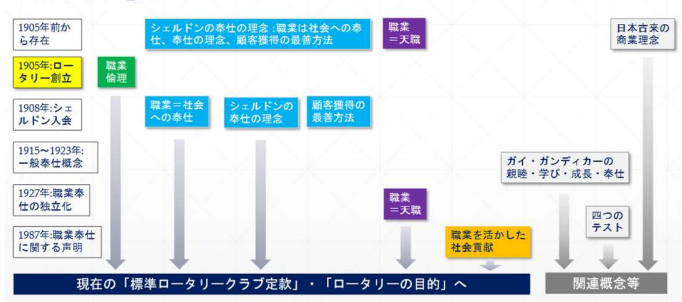 1905年前か
ら存在
シェルドンの奉仕の理念：職業は社会への奉
仕、奉仕の理念、顧客獲得の最善方法
職業
＝天職
日本古来の
商業理念
1905年:ロー
タリー創立
職業
倫理
1908年:シェ
ルドン入会
職業＝社会
への奉仕
シェルドンの
奉仕の理念
顧客獲得の
最善方法
1915～1923年:
一般奉仕概念
ガイ・ガンディカーの
親睦・学び・成長・奉仕
1927年:職業奉
仕の独立化
職業
＝天職
四つの
テスト
1987年:職業奉仕
に関する声明
職業を活かした
社会貢献
現在の「標準ロータリークラブ定款」・「ロータリーの目的」へ
関連概念等